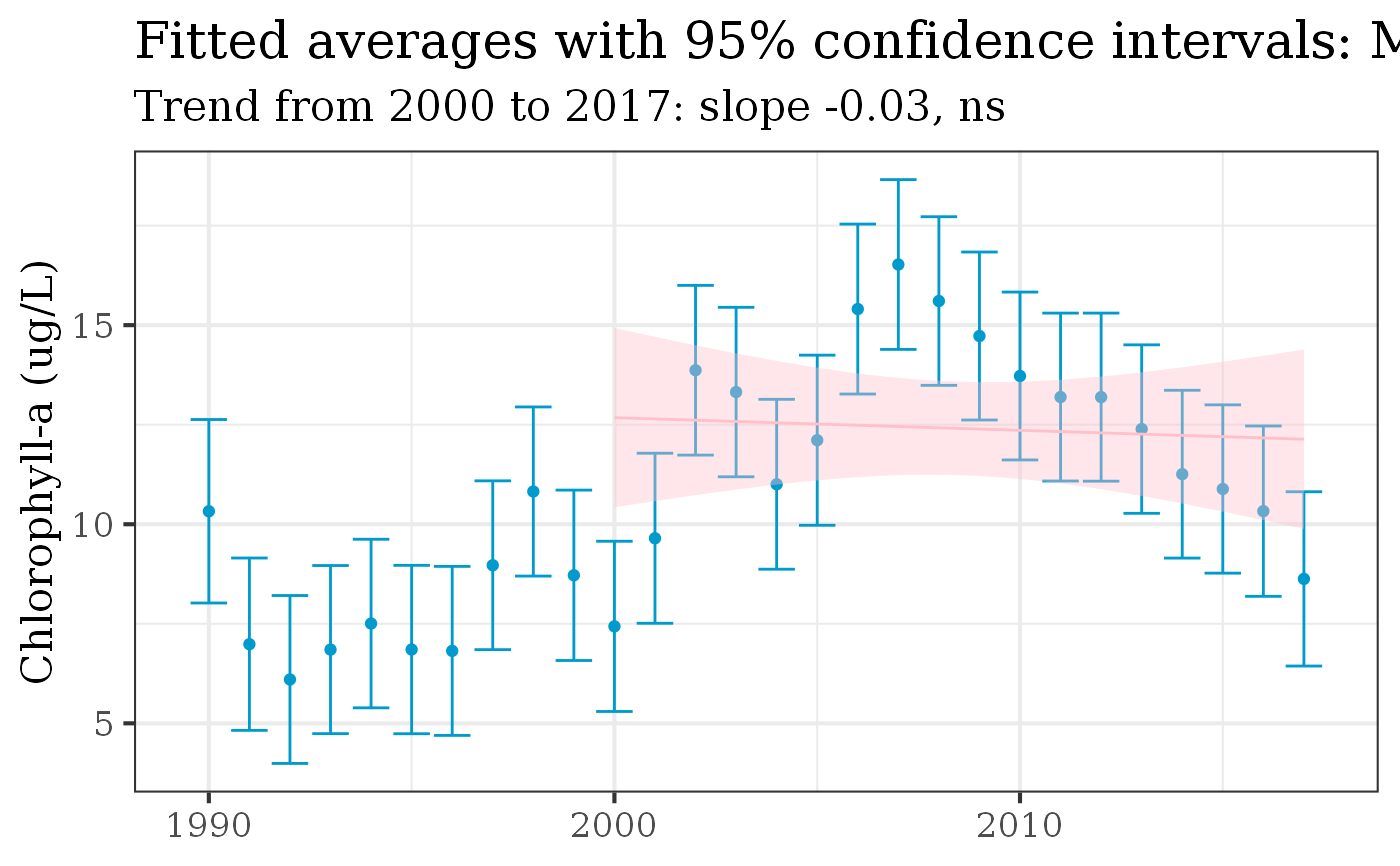 Fitted averages with 95% confidence intervals:
Trend from 2000 to 2017: slope -0.03, ns
Chlorophyll-a (ug/L)
15
10
5
1990
2000
2010